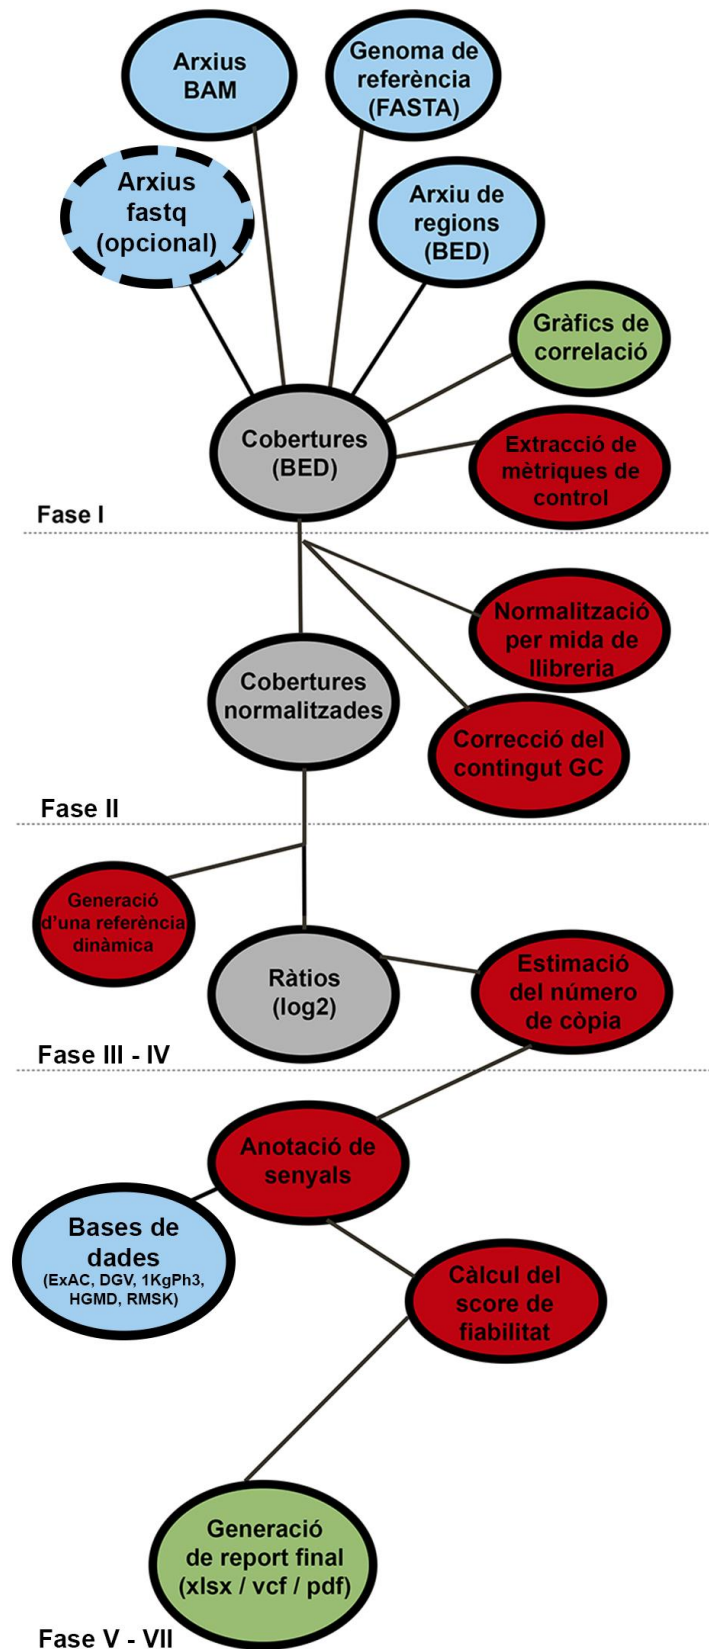 Arxius
BAM
Genoma de
referència
(FASTA)
Arxius
fastq
(opcional)
Arxiu de
regions
(BED)
Gràfics de
correlació
Cobertures
(BED)
Extracció de
mètriques de
control
Fase I
Normalització
per mida de
llibreria
Cobertures
normalitzades
Correcció del
contingut GC
Fase II
Generació
d'una referència
dinàmica
Ràtios
(log2)
Estimació
del número
de còpia
Fase III - IV
Anotació de
senyals
Bases de
dades
(ExAC, DGV, 1KgPh3,
HGMD, RMSK)
Càlcul del
score de
fiabilitat
Generació
de report final
(xlsx / vcf / pdf)
Fase V - VII